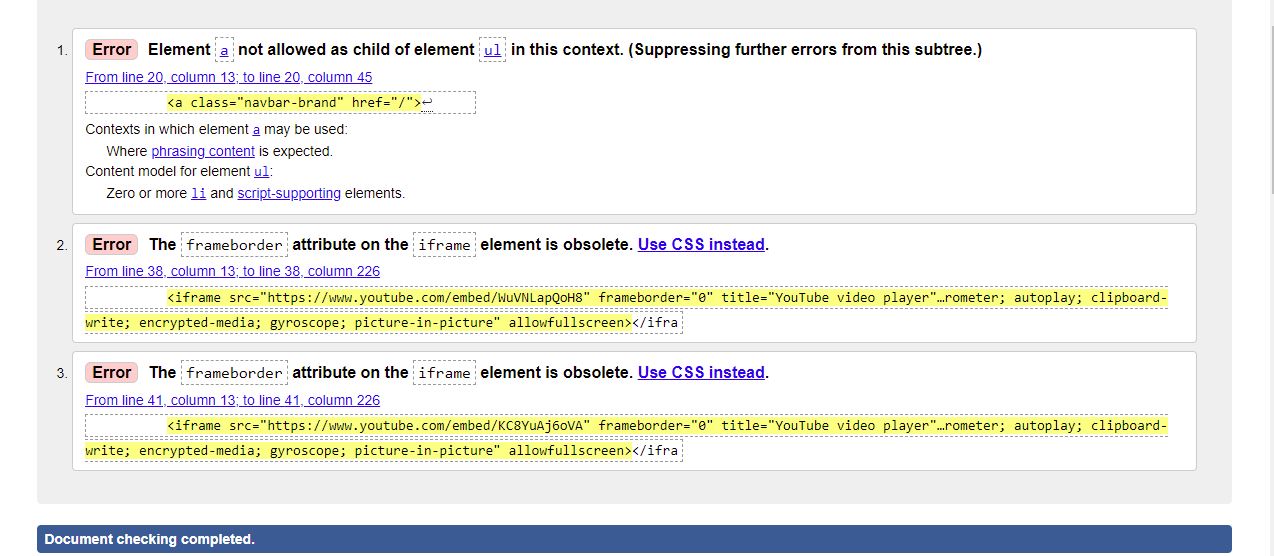 1. Error Element a not allowed as child of element ul in this context. (Suppressing further errors from this subtree.)
From line 20, column 13; to line 20, column 45
<a class="navbar-brand" href="/">↩
Contexts in which element a may be used:
Where phrasing content is expected.
Content model for element ul:
Zero or more li and script-supporting elements.
2. Error The frameborder attribute on the iframe element is obsolete. Use CSS instead.
From line 38, column 13; to line 38, column 226
<iframe src="https://www.youtube.com/embed/WuVNLapQoH8" frameborder="0" title="YouTube video player"…rometer; autoplay; clipboard-
write; encrypted-media; gyroscope; picture-in-picture" allowfullscreen></ifra
3. Error The frameborder attribute on the iframe element is obsolete. Use CSS instead.
From line 41, column 13; to line 41, column 226
<iframe src="https://www.youtube.com/embed/KC8YuAj6oVA" frameborder="0" title="YouTube video player"…rometer; autoplay; clipboard-
write; encrypted-media; gyroscope; picture-in-picture" allowfullscreen></ifra
Document checking completed.